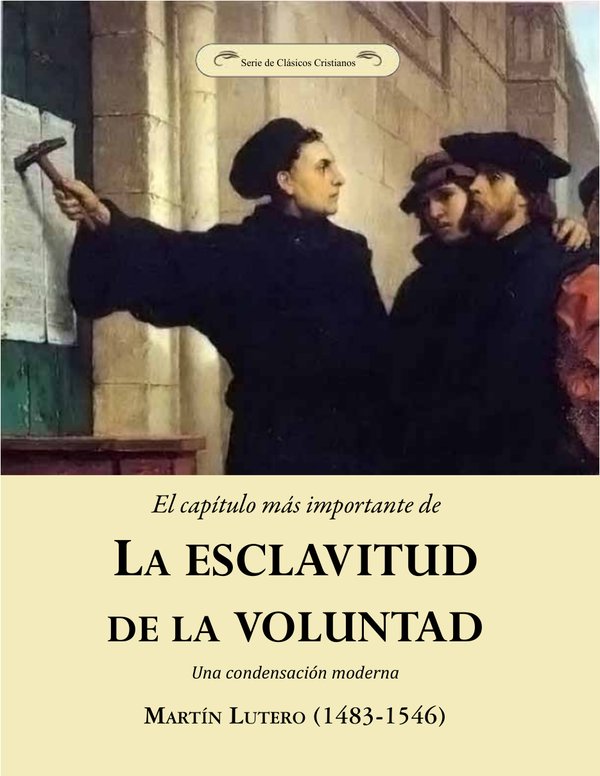 Serie de Clásicos Cristianos
El capítulo más importante de
LA ESCLAVITUD
DE LA VOLUNTAD
Una condensación moderna
MARTÍN LUTERO (1483-1546)